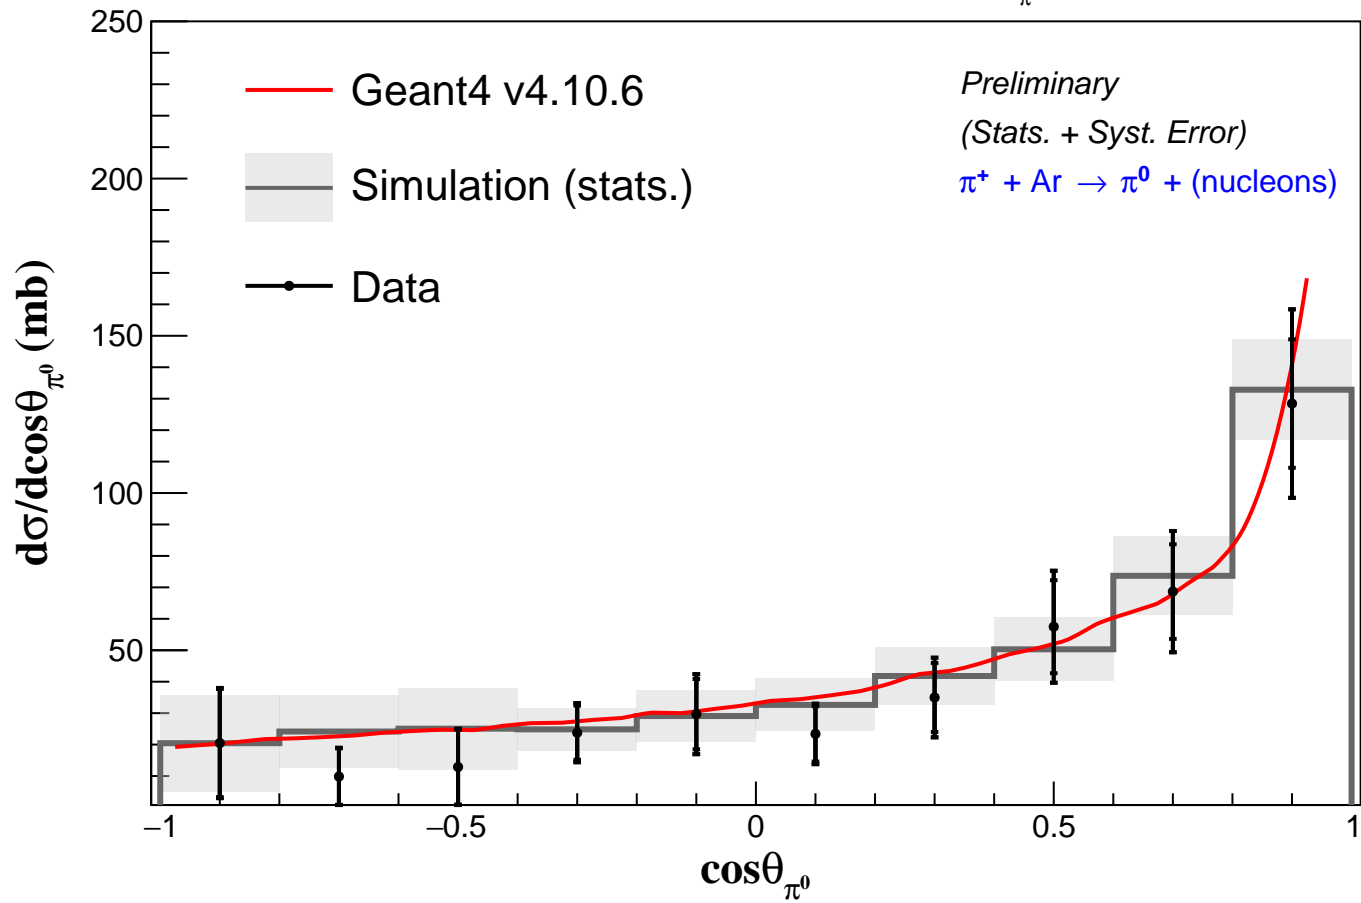 π⁰
250
200
150
100
50
dσ/dcosθπ⁰ (mb)
Geant4 v4.10.6
Simulation (stats.)
Data
Preliminary
(Stats. + Syst. Error)
π⁺ + Ar → π⁰ + (nucleons)
−1 −0.5 0 0.5 1
cosθπ⁰